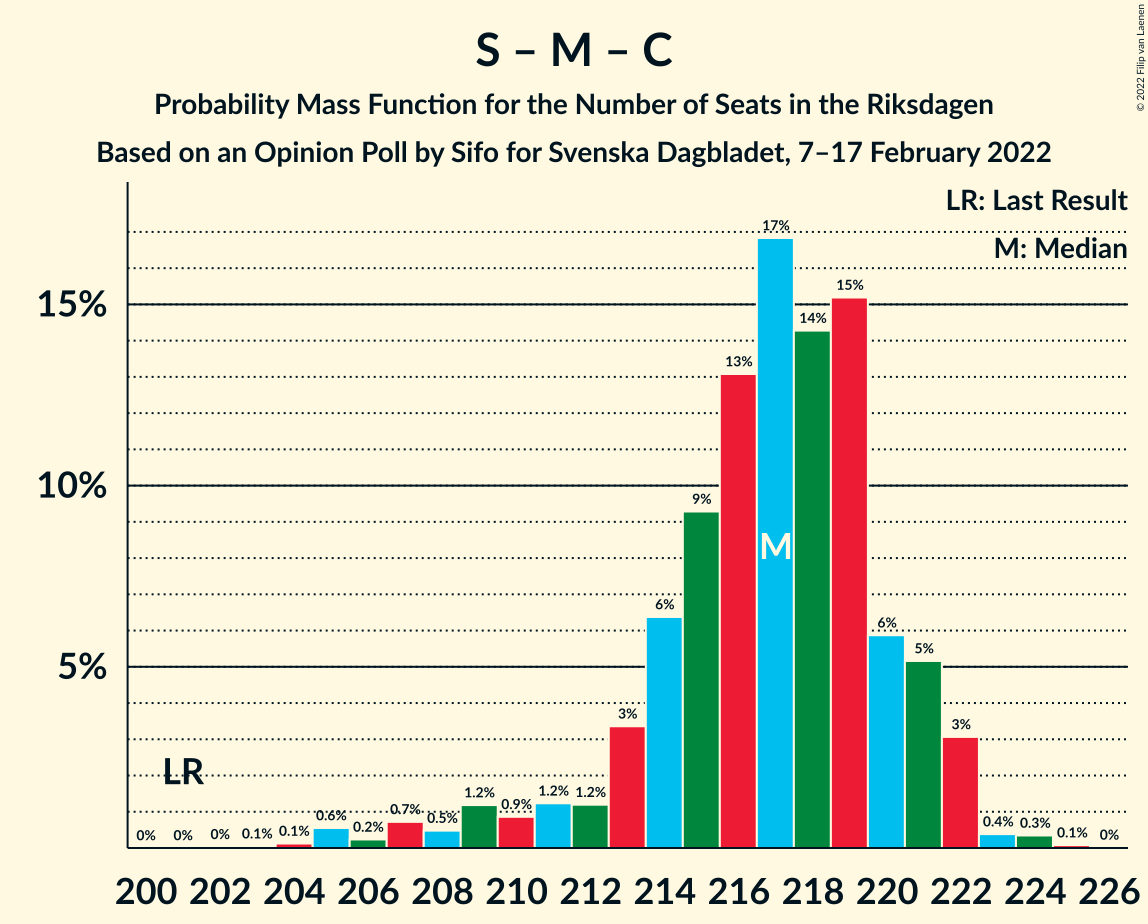 S – M – C
Probability Mass Function for the Number of Seats in the Riksdagen
Based on an Opinion Poll by Sifo for Svenska Dagbladet, 7–17 February 2022
© 2022 Filip van Laenen
LR: Last Result
M: Median
15%
10%
5%
0% 0% 0% 0.1% 0.1% 0.6% 0.2% 0.7% 0.5% 1.2% 0.9% 1.2% 1.2% 3% 6% 9% 13% 17% 14% 15% 6% 5% 3% 0.4% 0.3% 0.1% 0%
LR
M
200 202 204 206 208 210 212 214 216 218 220 222 224 226